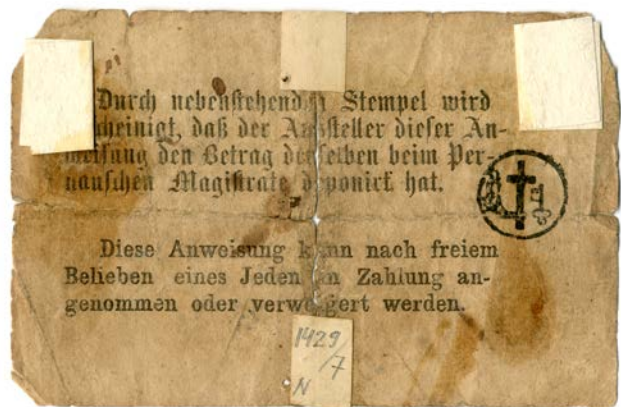 Durch nebenstehenden Stempel wird
bescheinigt, daß der Aussteller dieser An-
weisung den Betrag derselben beim Per-
nauschen Magistrate deponirt hat.
Diese Anweisung kann nach freiem
Belieben eines Jeden in Zahlung an-
genommen oder verweigert werden.
1429
/7
N